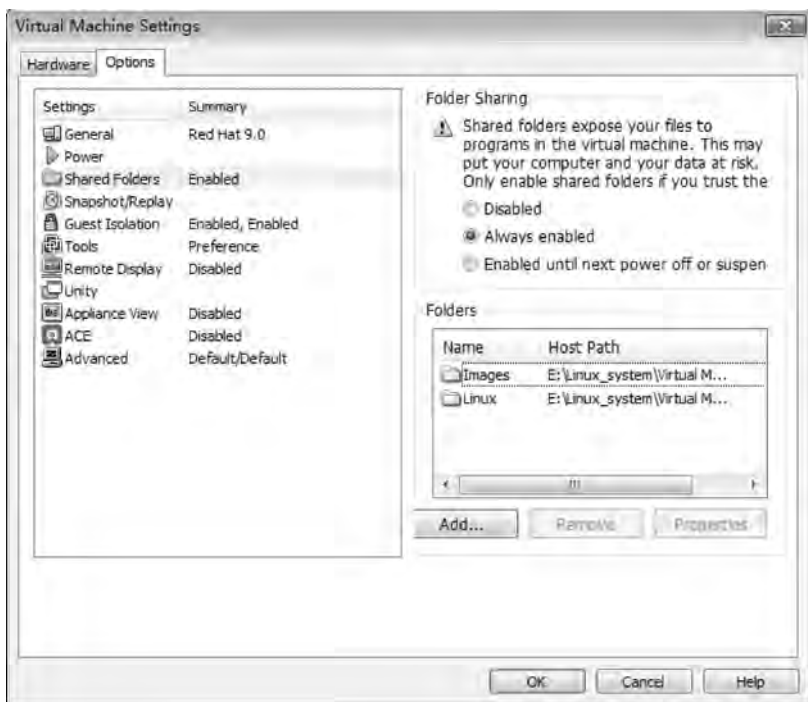 Virtual Machine Settings
Hardware Options
Settings Summary
General Red Hat 9.0
Power
Shared Folders Enabled
Snapshot/Replay
Guest Isolation Enabled, Enabled
Tools Preference
Remote Display Disabled
Unity
Appliance View Disabled
ACE Disabled
Advanced Default/Default
Folder Sharing
Shared folders expose your files to
programs in the virtual machine. This may
put your computer and your data at risk.
Only enable shared folders if you trust the
Disabled
Always enabled
Enabled until next power off or suspen
Folders
Name Host Path
Images E:\Linux_system\Virtual M...
Linux E:\Linux_system\Virtual M...
Add... Remove Properties
OK Cancel Help